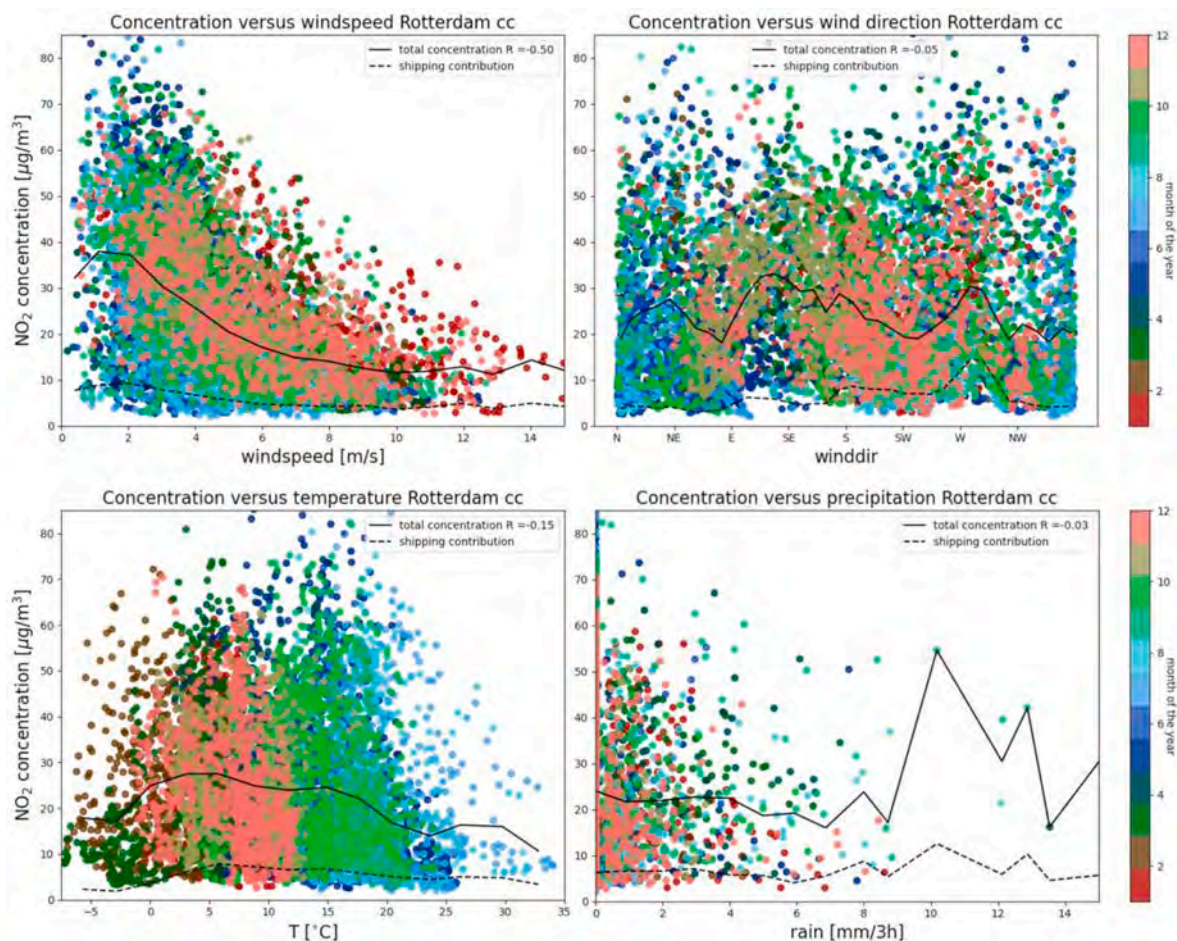 Concentration versus windspeed Rotterdam cc
total concentration R =-0.50
shipping contribution
NO₂ concentration [µg/m³]
80
70
60
50
40
30
20
10
0
0 2 4 6 8 10 12 14
windspeed [m/s]
Concentration versus wind direction Rotterdam cc
total concentration R =-0.05
shipping contribution
80
70
60
50
40
30
20
10
0
N NE E SE S SW W NW
winddir
12
10
8
6
4
2
month of the year
Concentration versus temperature Rotterdam cc
total concentration R =-0.15
shipping contribution
NO₂ concentration [µg/m³]
80
70
60
50
40
30
20
10
0
−5 0 5 10 15 20 25 30 35
T [°C]
Concentration versus precipitation Rotterdam cc
total concentration R =-0.03
shipping contribution
80
70
60
50
40
30
20
10
0
0 2 4 6 8 10 12 14
rain [mm/3h]
12
10
8
6
4
2
month of the year